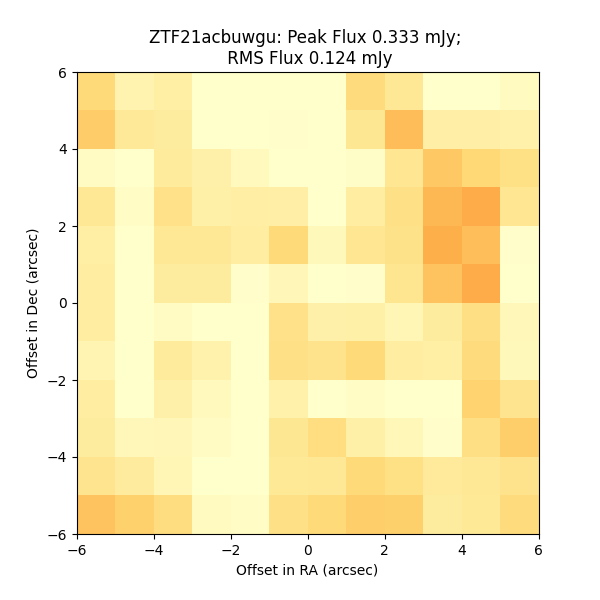 ZTF21acbuwgu: Peak Flux 0.333 mJy;
RMS Flux 0.124 mJy
6
4
2
0
−2
−4
−6
Offset in Dec (arcsec)
−6 −4 −2 0 2 4 6
Offset in RA (arcsec)